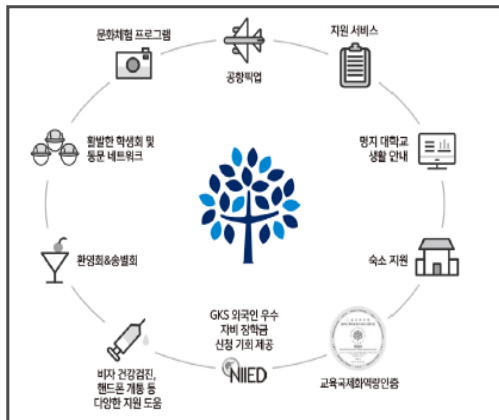 문화체험 프로그램
공항픽업
지원 서비스
활발한 학생회 및
동문 네트워크
명지 대학교
생활 안내
환영회&송별회
숙소 지원
GKS 외국인 우수
자비 장학금
신청 기회 제공
NIIED
비자 건강검진,
핸드폰 개통 등
다양한 지원 도움
교육국제화역량인증